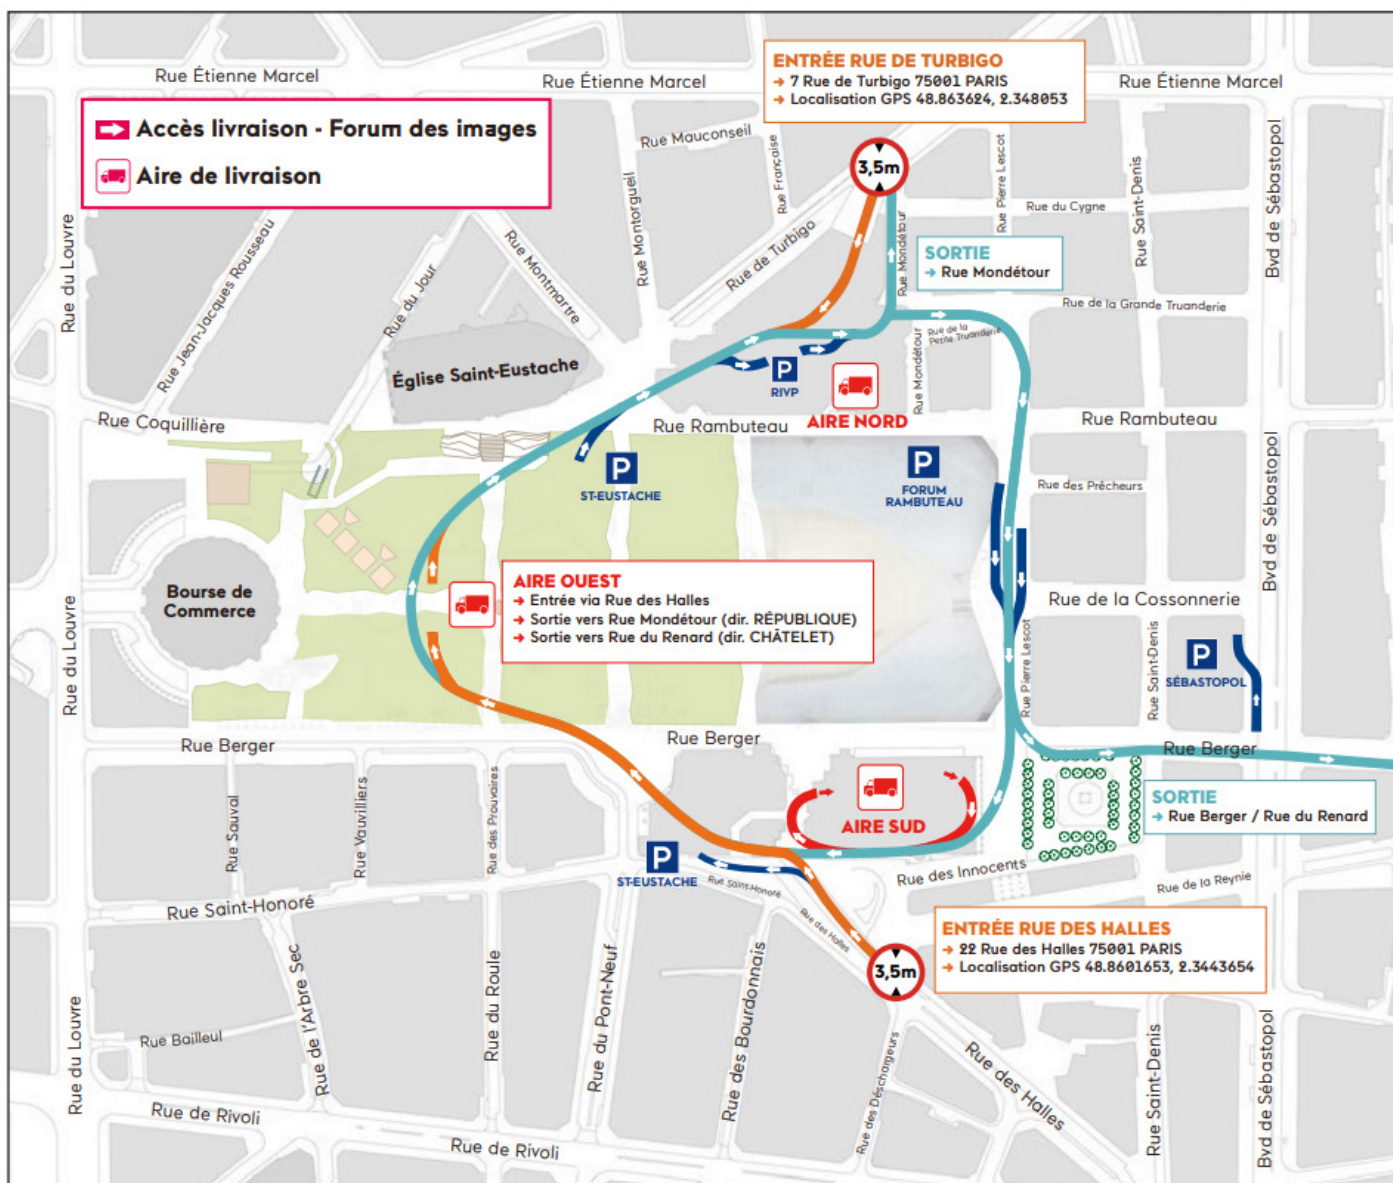 ENTRÉE RUE DE TURBIGO
➔ 7 Rue de Turbigo 75001 PARIS
➔ Localisation GPS 48.863624, 2.348053
Rue Étienne Marcel
Rue Étienne Marcel
Rue Étienne Marcel
Accès livraison - Forum des images
Aire de livraison
Rue Mauconseil
Rue Française
3,5m
Rue Pierre Lescot
Rue Saint-Denis
Bvd de Sébastopol
Rue du Louvre
Rue Jean-Jacques Rousseau
Rue du Jour
Rue Montmartre
Rue Montorgueil
Rue de Turbigo
Rue Mondétour
Rue du Cygne
SORTIE
➔ Rue Mondétour
Rue de la Grande Truanderie
Rue de la
Petite Truanderie
Rue Mondétour
Église Saint-Eustache
P
RIVP
AIRE NORD
Rue Coquillière
Rue Rambuteau
Rue Rambuteau
P
ST-EUSTACHE
P
FORUM
RAMBUTEAU
Rue des Prêcheurs
Bvd de Sébastopol
Bourse de
Commerce
AIRE OUEST
➔ Entrée via Rue des Halles
➔ Sortie vers Rue Mondétour (dir. RÉPUBLIQUE)
➔ Sortie vers Rue du Renard (dir. CHÂTELET)
Rue de la Cossonnerie
Rue du Louvre
Rue Pierre Lescot
Rue Saint-Denis
P
SÉBASTOPOL
Rue Berger
Rue Berger
Rue Berger
Rue Sauval
Rue Vauvilliers
Rue des Prouvaires
AIRE SUD
SORTIE
➔ Rue Berger / Rue du Renard
P
ST-EUSTACHE
Rue Saint-Honoré
Rue des Innocents
Rue de la Reynie
Rue Saint-Honoré
Rue des Halles
ENTRÉE RUE DES HALLES
➔ 22 Rue des Halles 75001 PARIS
➔ Localisation GPS 48.8601653, 2.3443654
3,5m
Rue du Louvre
Rue Bailleul
Rue de l'Arbre Sec
Rue du Roule
Rue du Pont-Neuf
Rue des Bourdonnais
Rue des Déschargeurs
Rue des Halles
Rue Saint-Denis
Bvd de Sébastopol
Rue de Rivoli
Rue de Rivoli